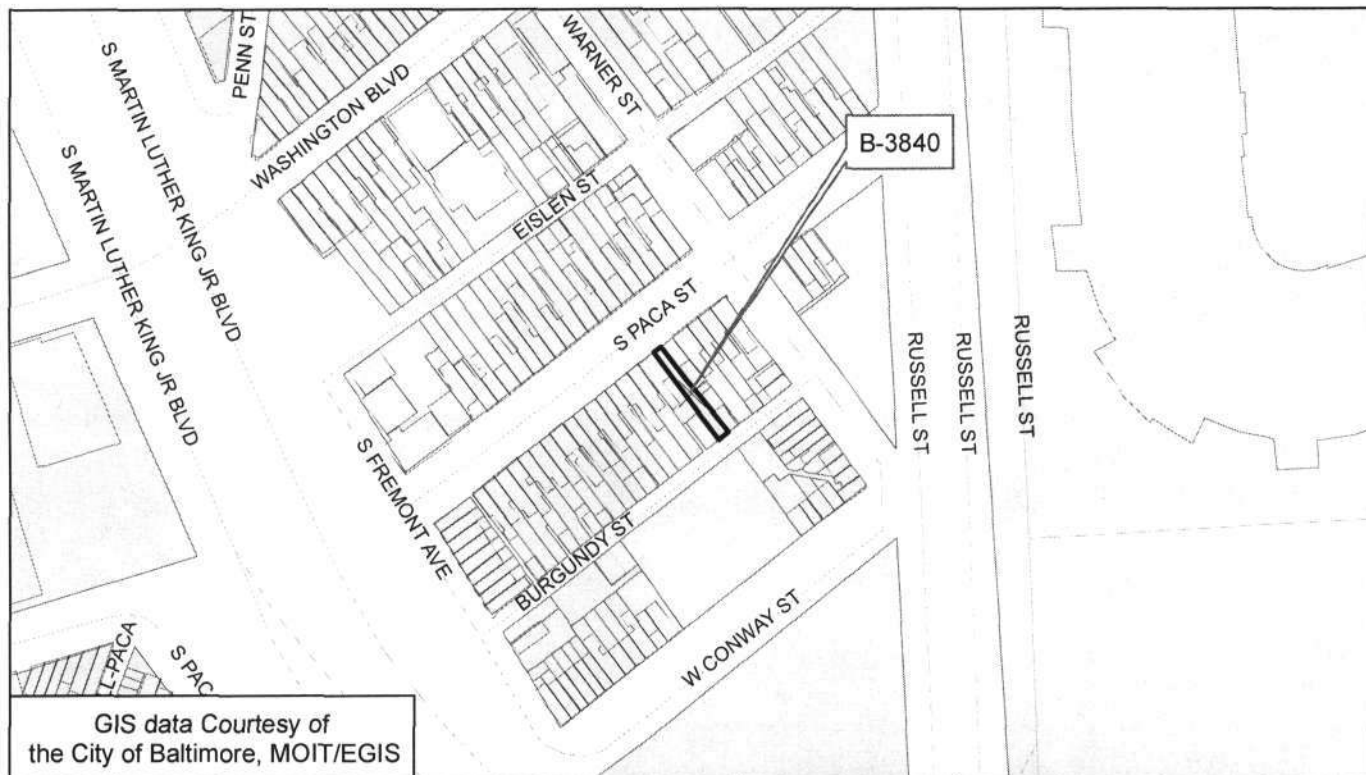 PENN ST
WARNER ST
S MARTIN LUTHER KING JR BLVD
S MARTIN LUTHER KING JR BLVD
WASHINGTON BLVD
B-3840
EISLEN ST
S PACA ST
RUSSELL ST
RUSSELL ST
RUSSELL ST
S FREMONT AVE
BURGUNDY ST
W CONWAY ST
L-PACA
S PAC
GIS data Courtesy of
the City of Baltimore, MOIT/EGIS